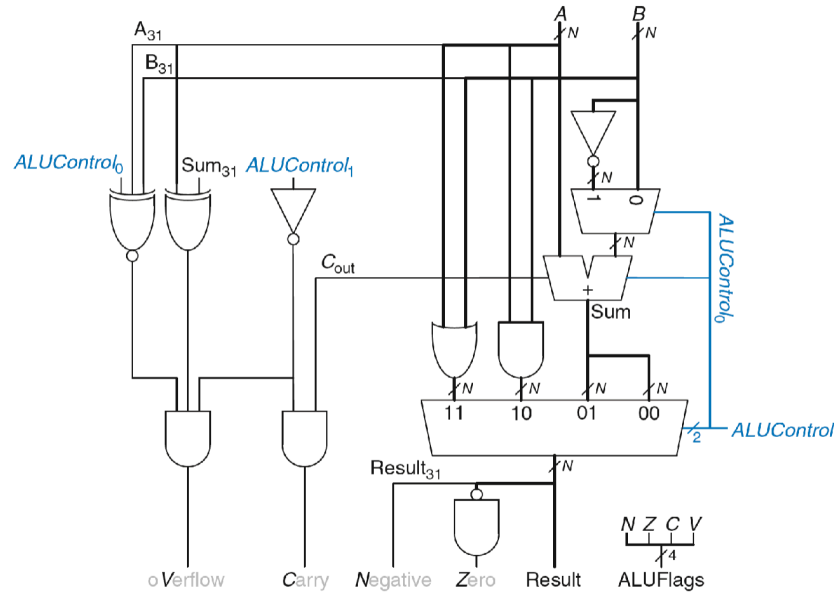 A B
N N
A31
B31
ALUControl0 Sum31 ALUControl1
N
1 0
N
ALUControl0
Cout
+
Sum
N N N N
11 10 01 00
2 ALUControl
Result31 N
N Z C V
4
oVerflow Carry Negative Zero Result ALUFlags